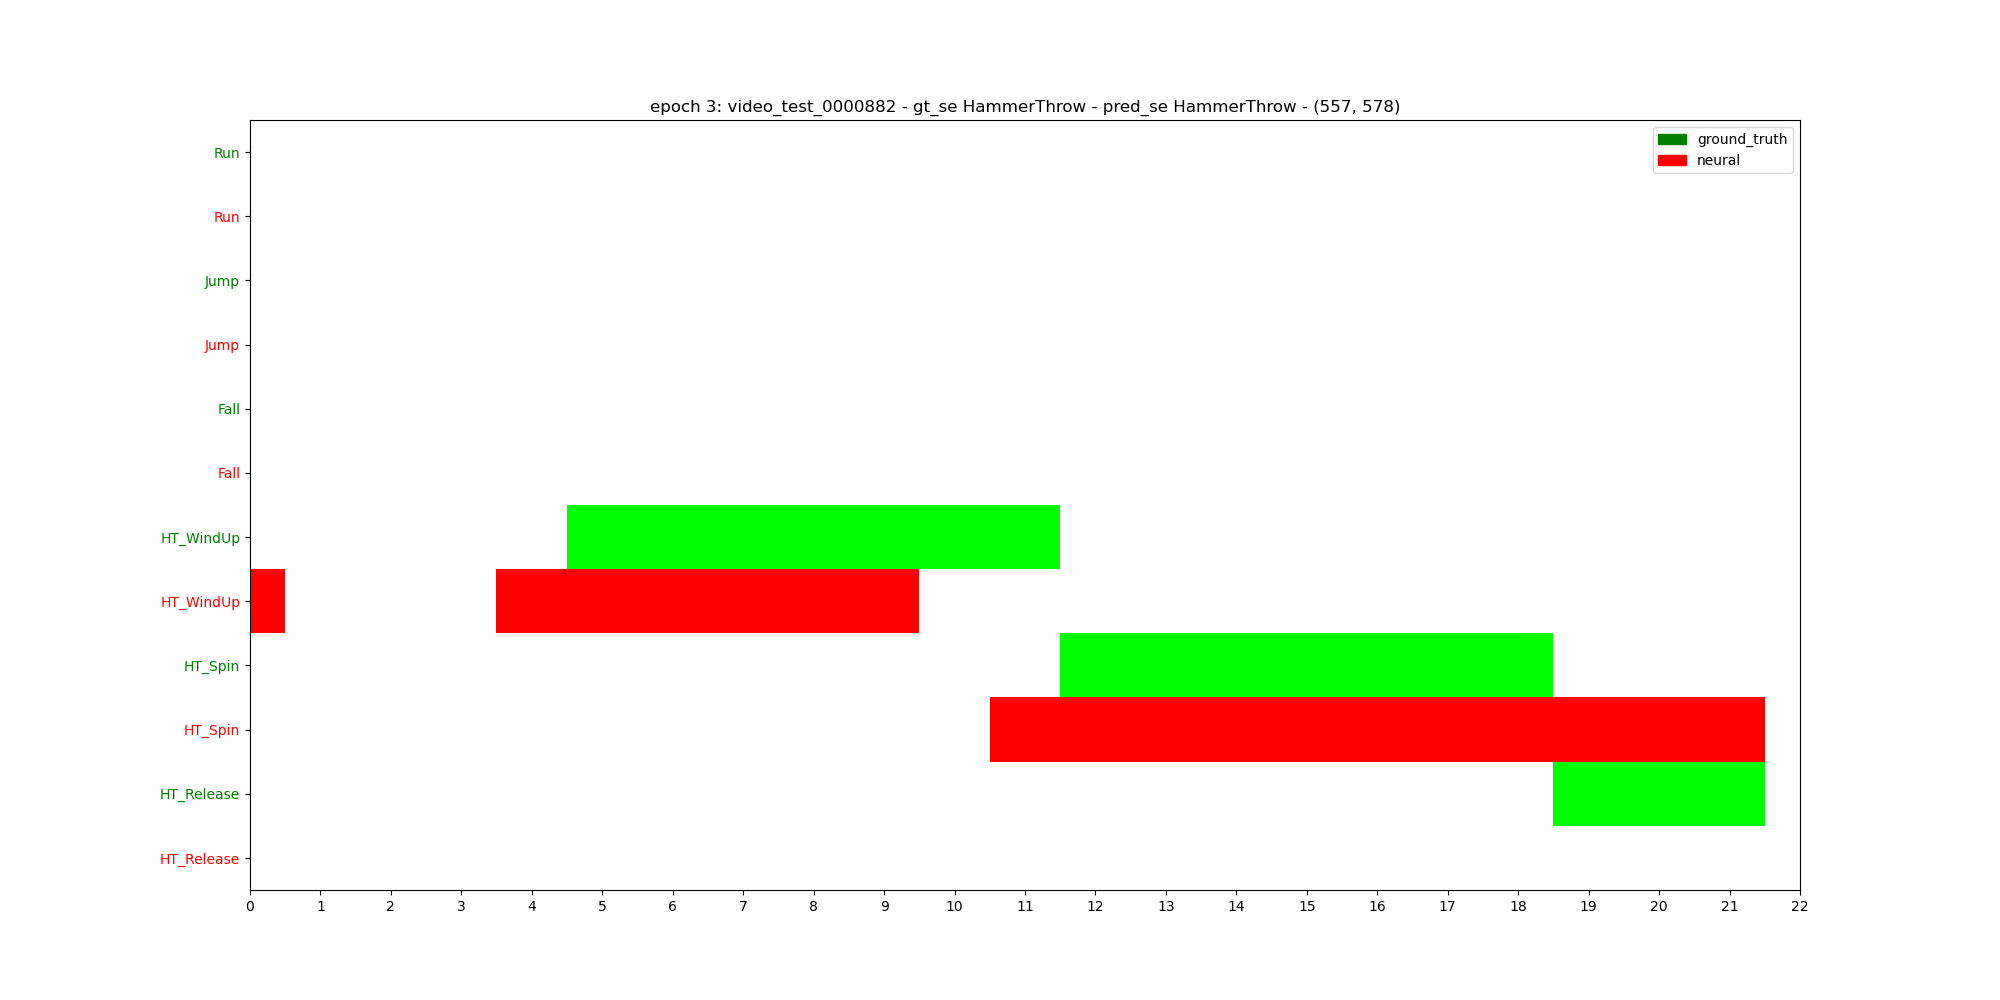 epoch 3: video_test_0000882 - gt_se HammerThrow - pred_se HammerThrow - (557, 578)
ground_truth
neural
Run
Run
Jump
Jump
Fall
Fall
HT_WindUp
HT_WindUp
HT_Spin
HT_Spin
HT_Release
HT_Release
0 1 2 3 4 5 6 7 8 9 10 11 12 13 14 15 16 17 18 19 20 21 22